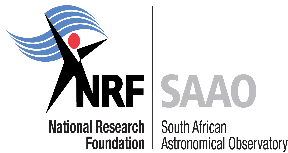 NRF
National Research
Foundation
SAAO
South African
Astronomical Observatory